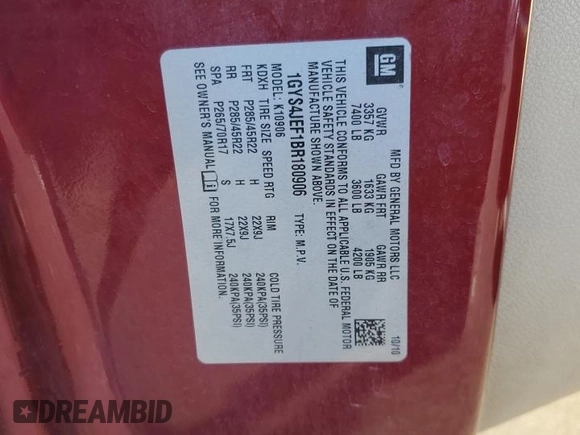 GM
MFD BY GENERAL MOTORS LLC 10/10
GVWR GAWR FRT GAWR RR
3357 KG 1633 KG 1905 KG
7400 LB 3600 LB 4200 LB
THIS VEHICLE CONFORMS TO ALL APPLICABLE U.S. FEDERAL MOTOR
VEHICLE SAFETY STANDARDS IN EFFECT ON THE DATE OF
MANUFACTURE SHOWN ABOVE.
1GYS4JEF1BR180906 TYPE: M.P.V.
MODEL: K10906
KDXH TIRE SIZE SPEED RTG RIM COLD TIRE PRESSURE
FRT P285/45R22 H 22X9J 240KPA(35PSI)
RR P285/45R22 H 22X9J 240KPA(35PSI)
SPA P265/70R17 S 17X7.5J 240KPA(35PSI)
SEE OWNER'S MANUAL i FOR MORE INFORMATION.
DREAMBID